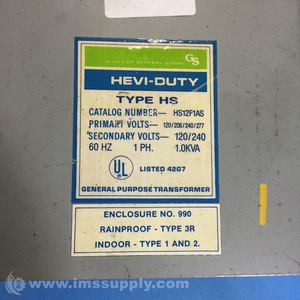 A UNIT OF GENERAL SIGNAL
GS
HEVI-DUTY
TYPE HS
CATALOG NUMBER— HS12F1AS
PRIMARY VOLTS— 120/208/240/277
SECONDARY VOLTS— 120/240
60 HZ 1 PH. 1.0KVA
UL
LISTED 42G7
GENERAL PURPOSE TRANSFORMER
ENCLOSURE NO. 990
RAINPROOF - TYPE 3R
INDOOR - TYPE 1 AND 2.
© www.imssupply.com